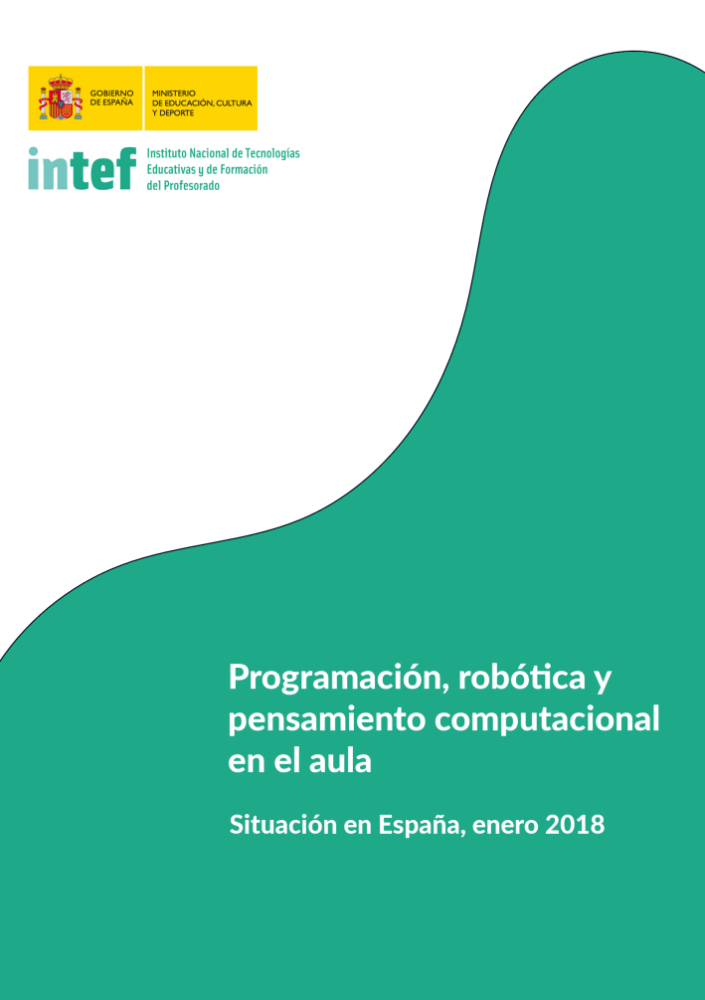 GOBIERNO
DE ESPAÑA
MINISTERIO
DE EDUCACIÓN, CULTURA
Y DEPORTE
intef
Instituto Nacional de Tecnologías
Educativas y de Formación
del Profesorado
Programación, robótica y
pensamiento computacional
en el aula
Situación en España, enero 2018